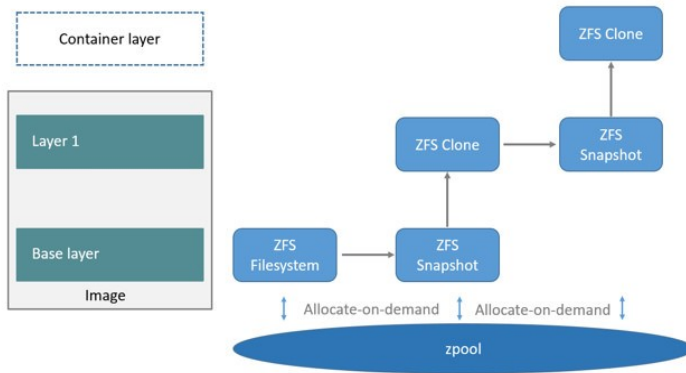 Container layer
ZFS Clone
Layer 1
ZFS Clone
ZFS
Snapshot
Base layer
ZFS
Filesystem
ZFS
Snapshot
Image
Allocate-on-demand
Allocate-on-demand
zpool